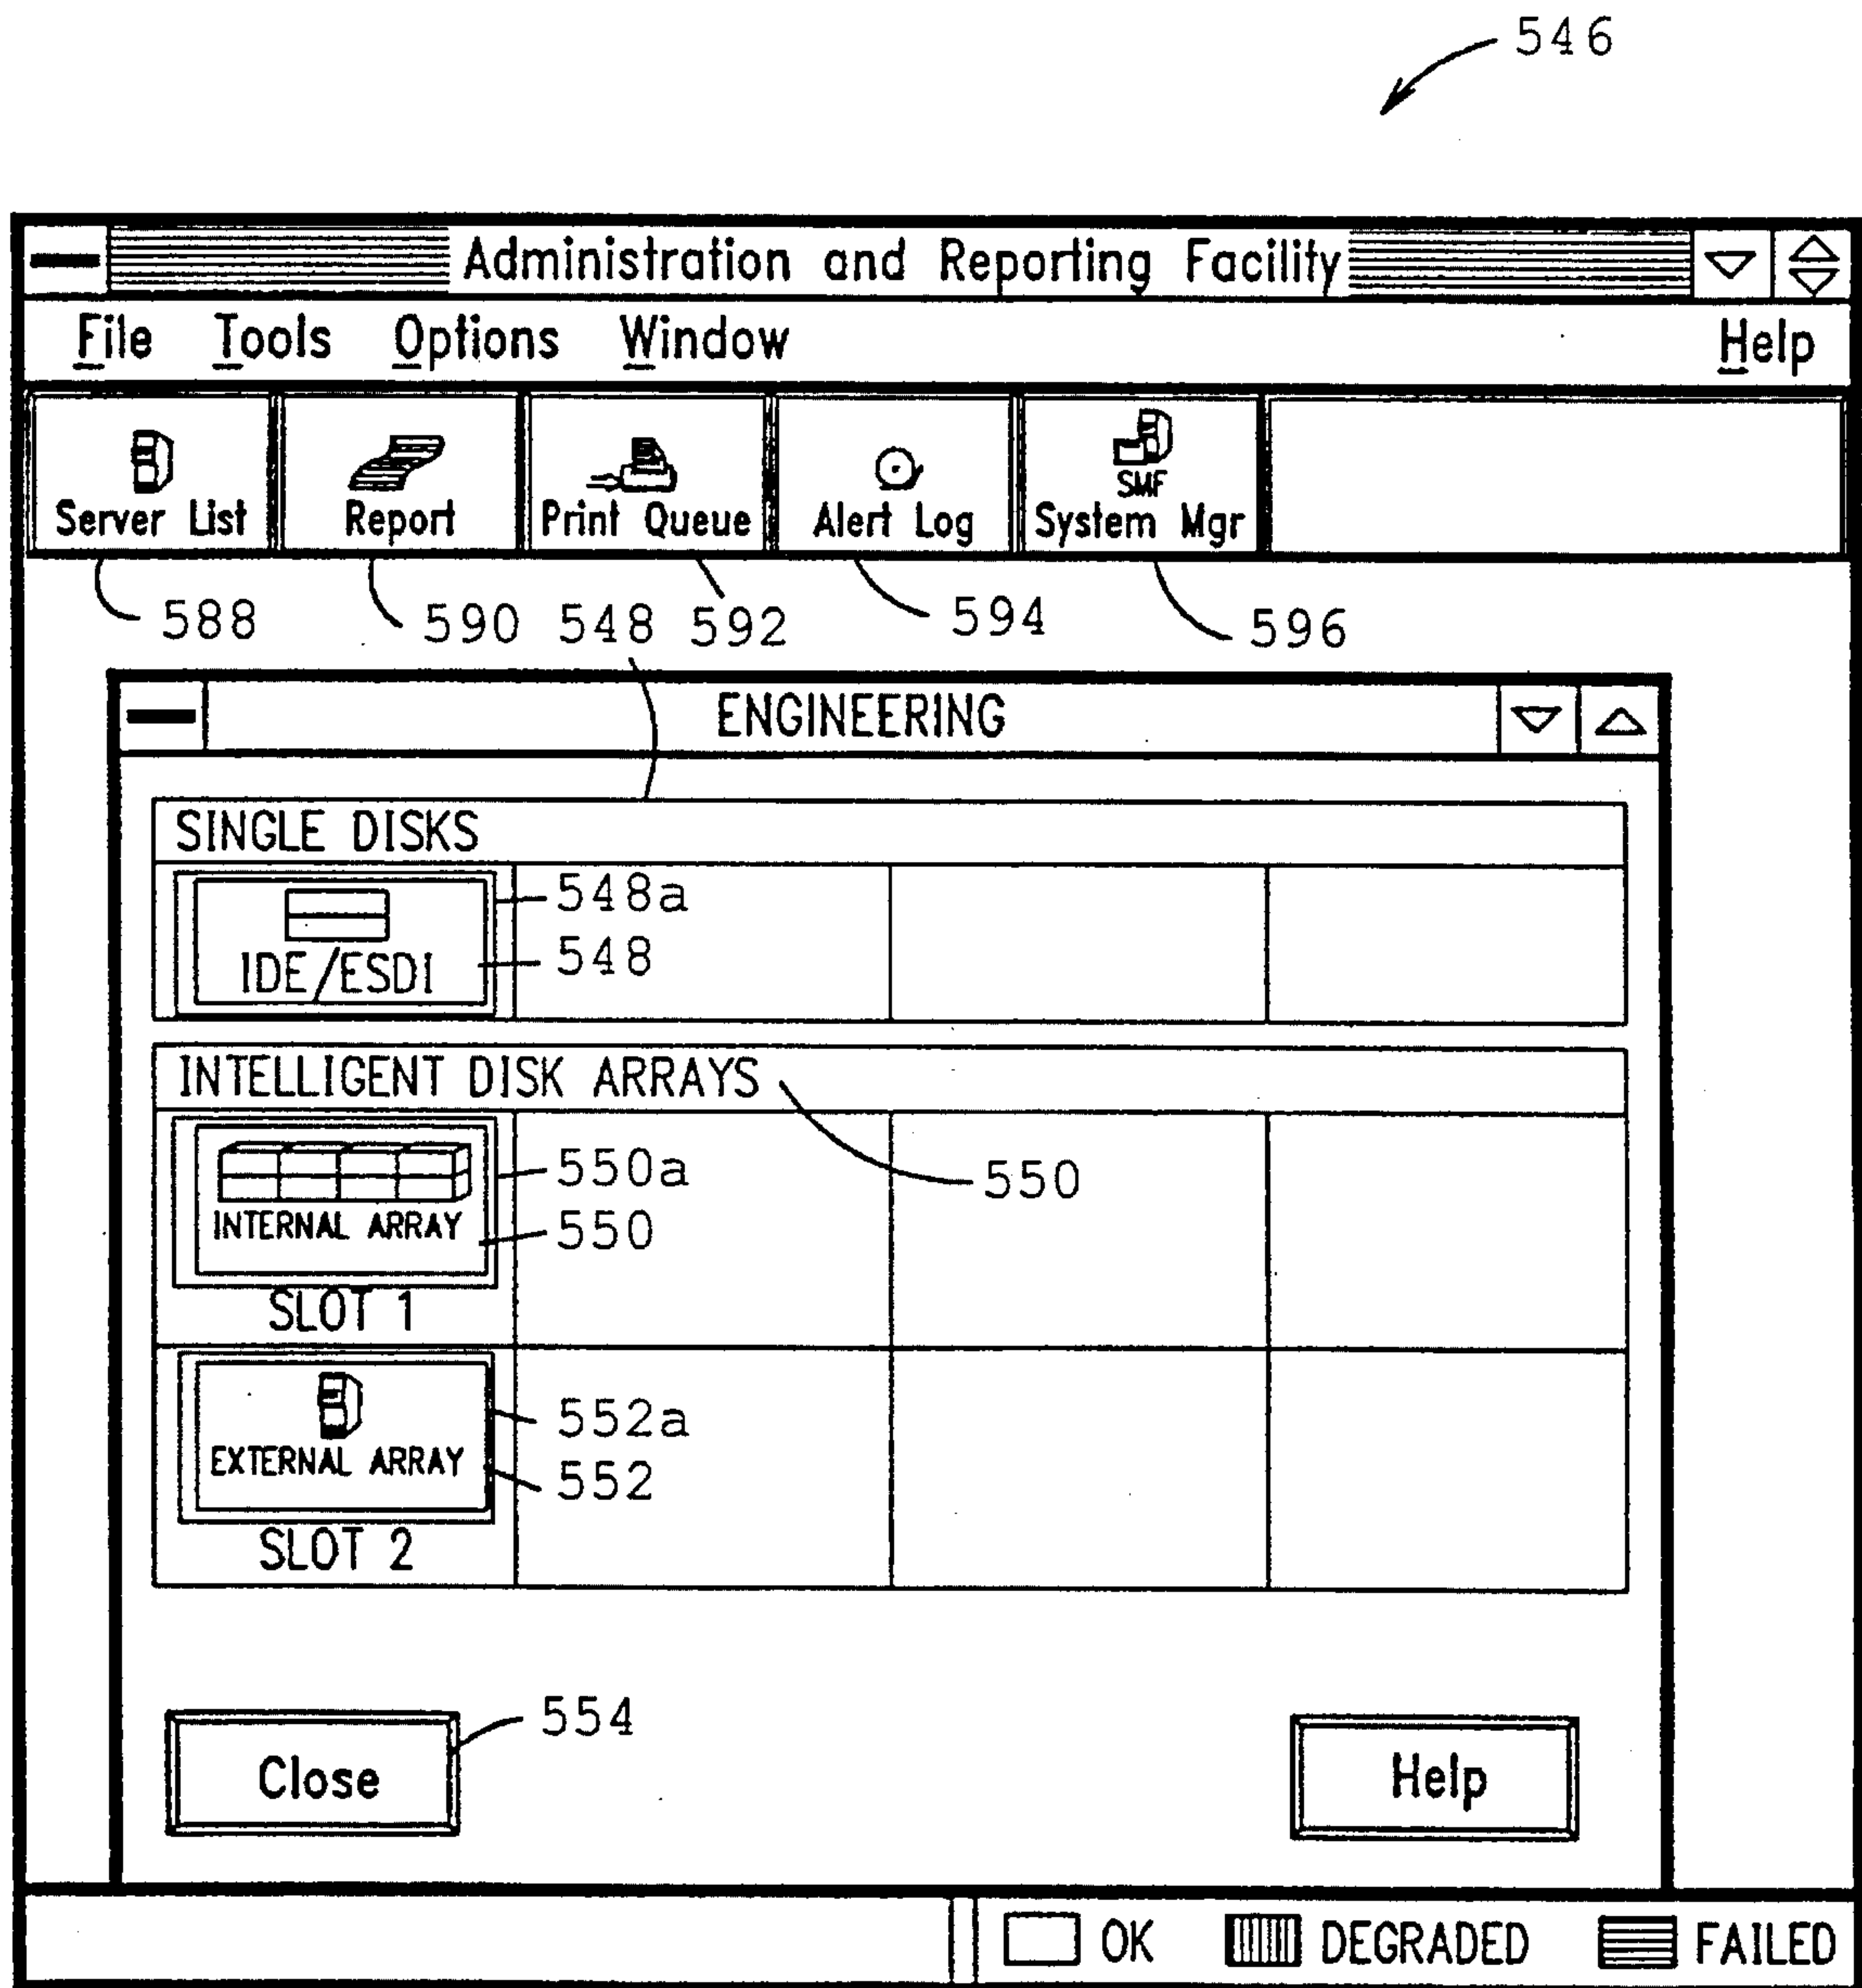 546
Administration and Reporting Facility
File Tools Options Window Help
SMF
Server List Report Print Queue Alert Log System Mgr
588 590 548 592 594 596
ENGINEERING
SINGLE DISKS
548a
IDE/ESDI 548
INTELLIGENT DISK ARRAYS
550a 550
INTERNAL ARRAY 550
SLOT 1
552a
EXTERNAL ARRAY 552
SLOT 2
554
Close Help
OK DEGRADED FAILED